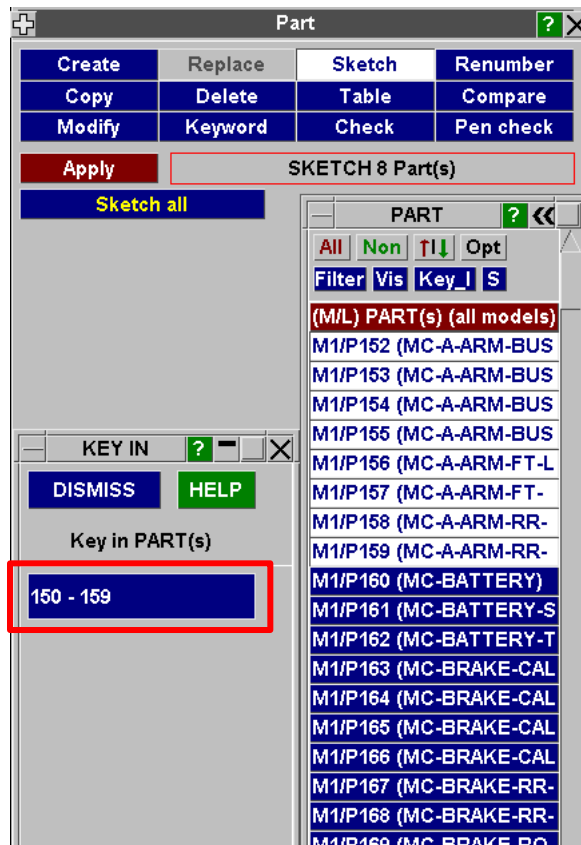 Part ?
Create Replace Sketch Renumber
Copy Delete Table Compare
Modify Keyword Check Pen check
Apply SKETCH 8 Part(s)
Sketch all
PART ?
All Non Opt
Filter Vis Key_I S
(M/L) PART(s) (all models)
M1/P152 (MC-A-ARM-BUS
M1/P153 (MC-A-ARM-BUS
M1/P154 (MC-A-ARM-BUS
M1/P155 (MC-A-ARM-BUS
M1/P156 (MC-A-ARM-FT-L
M1/P157 (MC-A-ARM-FT-
M1/P158 (MC-A-ARM-RR-
M1/P159 (MC-A-ARM-RR-
M1/P160 (MC-BATTERY)
M1/P161 (MC-BATTERY-S
M1/P162 (MC-BATTERY-T
M1/P163 (MC-BRAKE-CAL
M1/P164 (MC-BRAKE-CAL
M1/P165 (MC-BRAKE-CAL
M1/P166 (MC-BRAKE-CAL
M1/P167 (MC-BRAKE-RR-
M1/P168 (MC-BRAKE-RR-
M1/P169 (MC-BRAKE-RO
KEY IN ?
DISMISS HELP
Key in PART(s)
150 - 159